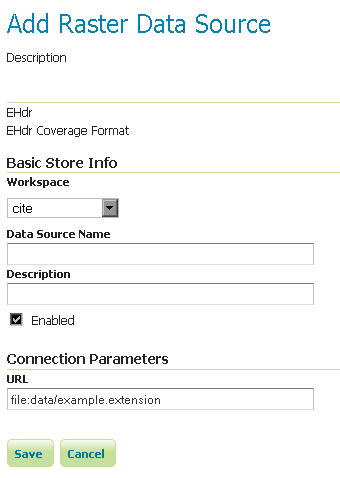 Add Raster Data Source
Description
EHdr
EHdr Coverage Format
Basic Store Info
Workspace
cite
Data Source Name
Description
Enabled
Connection Parameters
URL
file:data/example.extension
Save Cancel